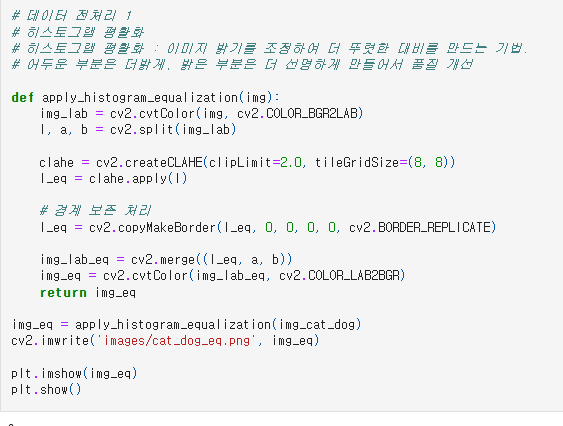 # 데이터 전처리 1
# 히스토그램 평활화
# 히스토그램 평활화 : 이미지 밝기를 조정하여 더 뚜렷한 대비를 만드는 기법.
# 어두운 부분은 더밝게, 밝은 부분은 더 선명하게 만들어서 품질 개선
def apply_histogram_equalization(img):
    img_lab = cv2.cvtColor(img, cv2.COLOR_BGR2LAB)
    l, a, b = cv2.split(img_lab)
    clahe = cv2.createCLAHE(clipLimit=2.0, tileGridSize=(8, 8))
    l_eq = clahe.apply(l)
    # 경계 보존 처리
    l_eq = cv2.copyMakeBorder(l_eq, 0, 0, 0, 0, cv2.BORDER_REPLICATE)
    img_lab_eq = cv2.merge((l_eq, a, b))
    img_eq = cv2.cvtColor(img_lab_eq, cv2.COLOR_LAB2BGR)
    return img_eq
img_eq = apply_histogram_equalization(img_cat_dog)
cv2.imwrite('images/cat_dog_eq.png', img_eq)
plt.imshow(img_eq)
plt.show()